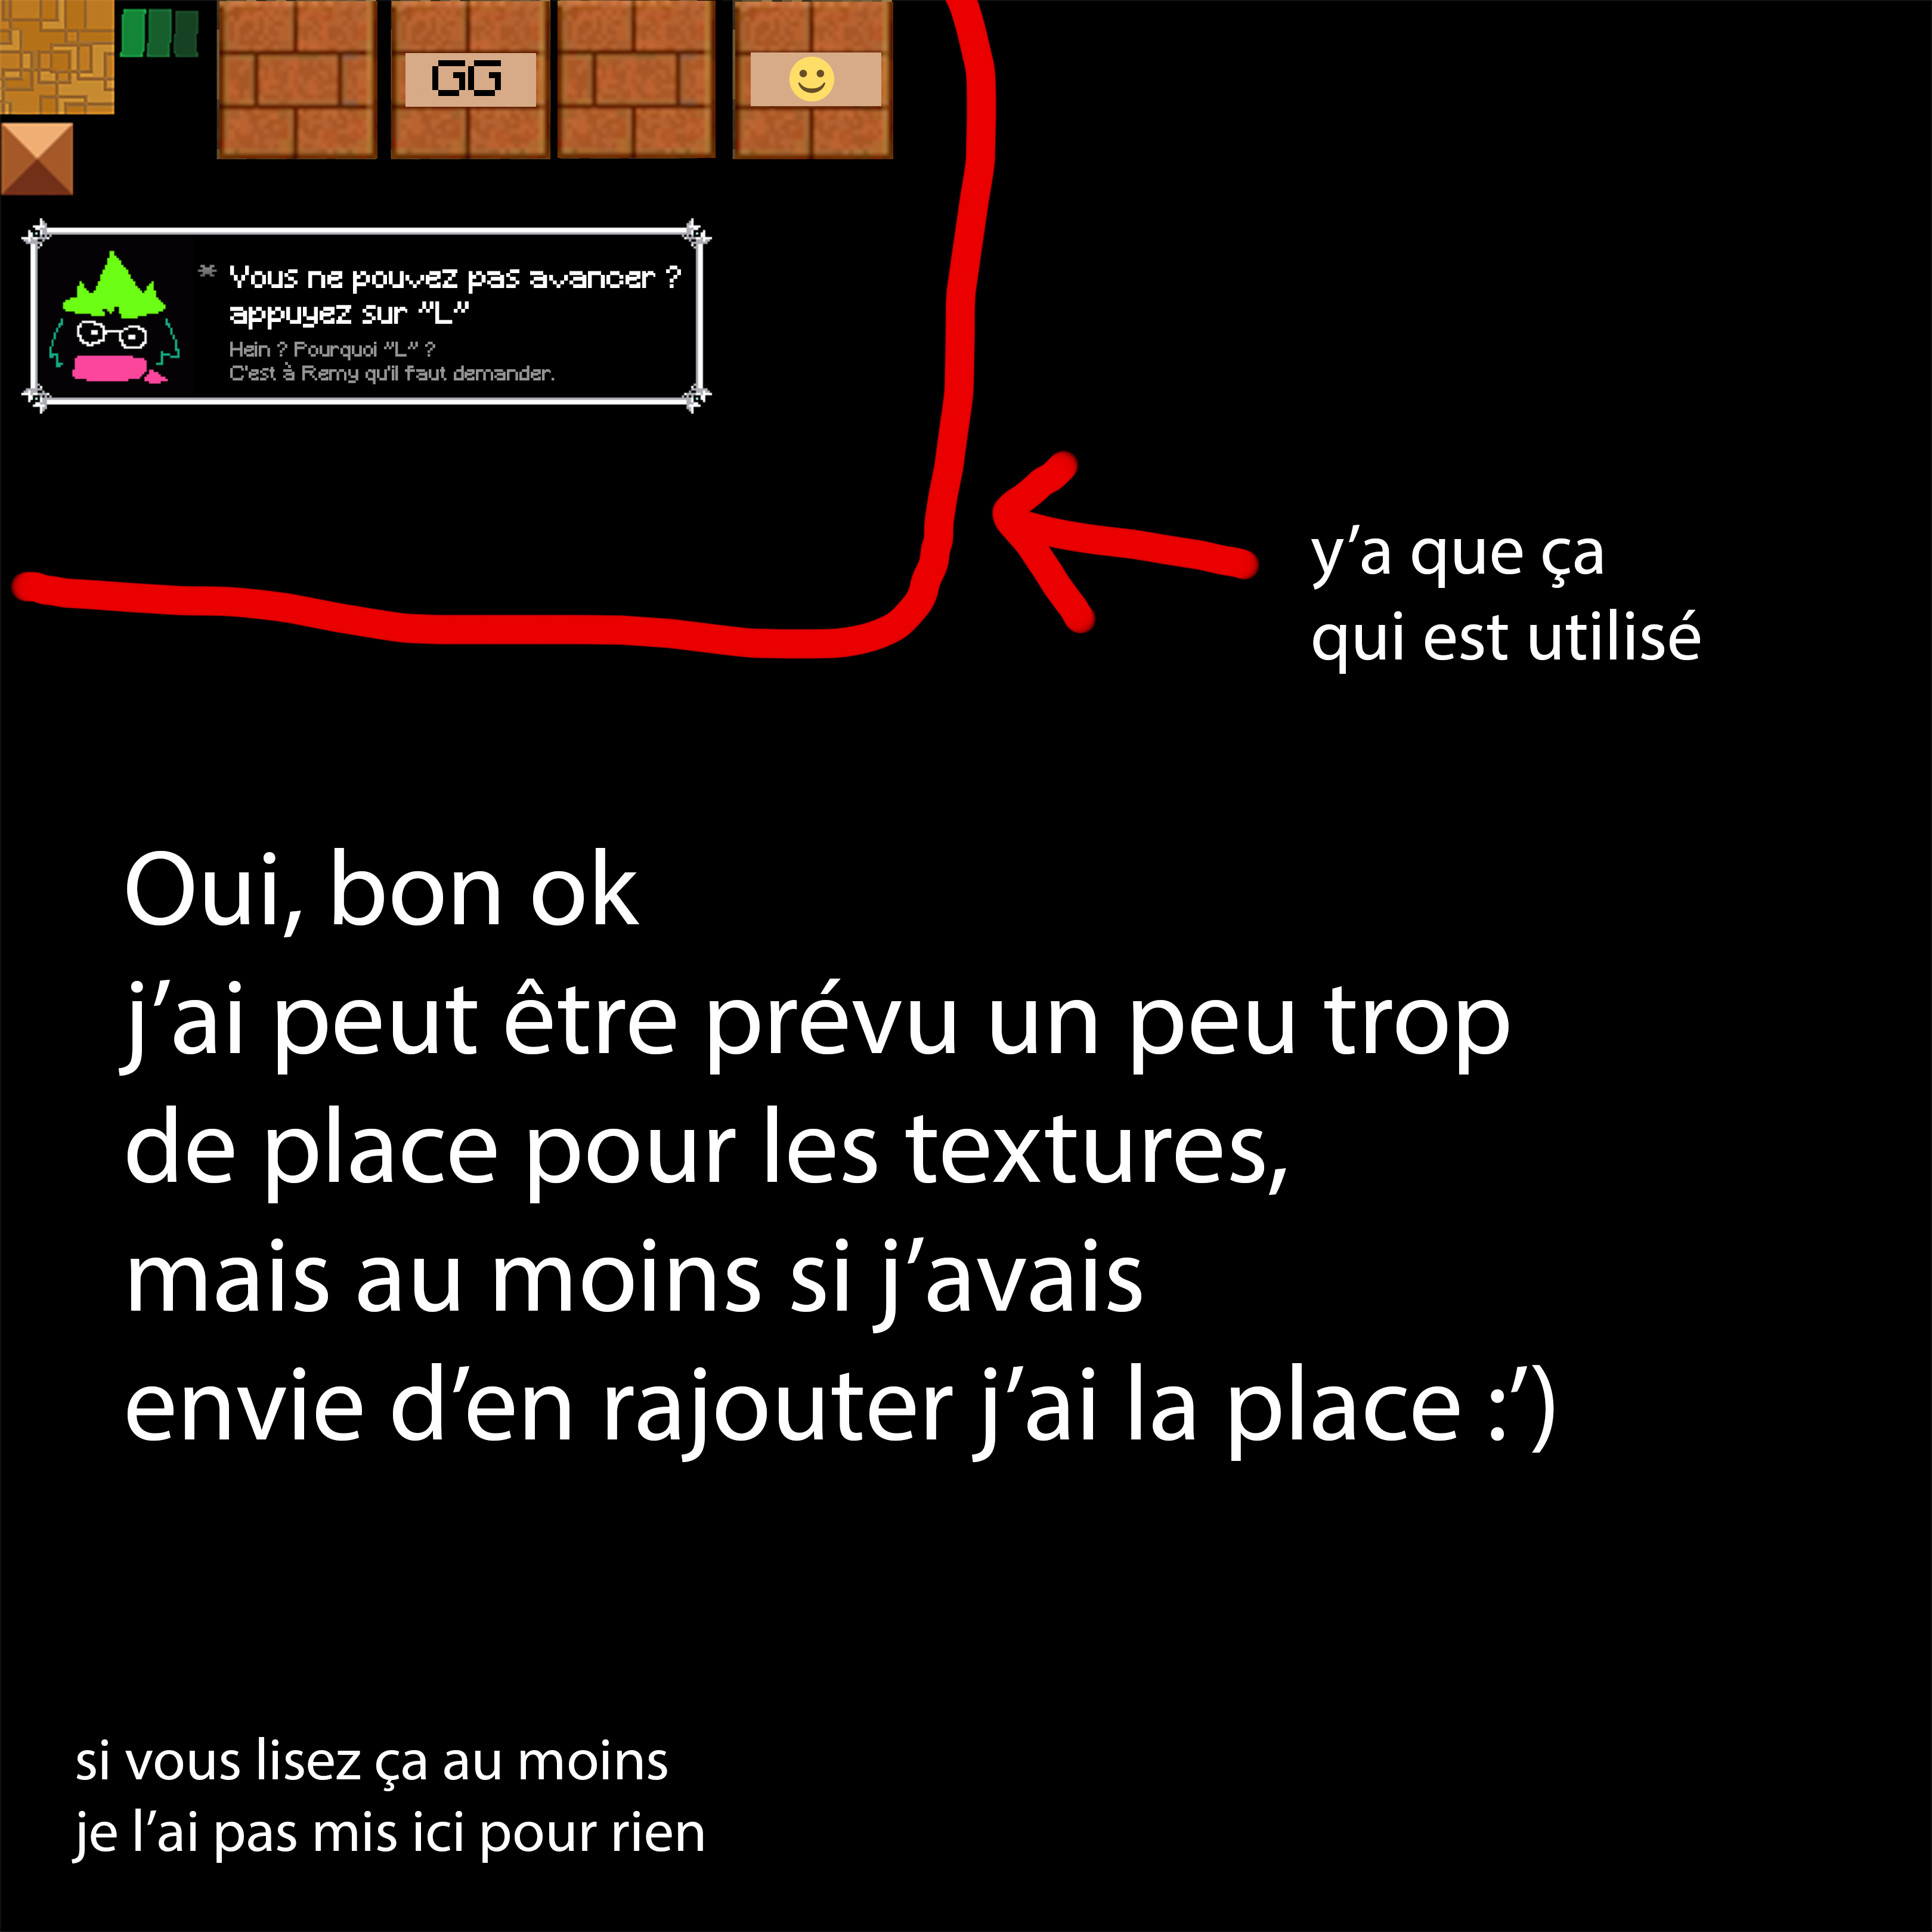 GG
* Vous ne pouvez pas avancer ?
appuyez sur "L"
Hein ? Pourquoi "L" ?
C'est à Remy qu'il faut demander.
y’a que ça
qui est utilisé
Oui, bon ok
j’ai peut être prévu un peu trop
de place pour les textures,
mais au moins si j’avais
envie d’en rajouter j’ai la place :’)
si vous lisez ça au moins
je l’ai pas mis ici pour rien